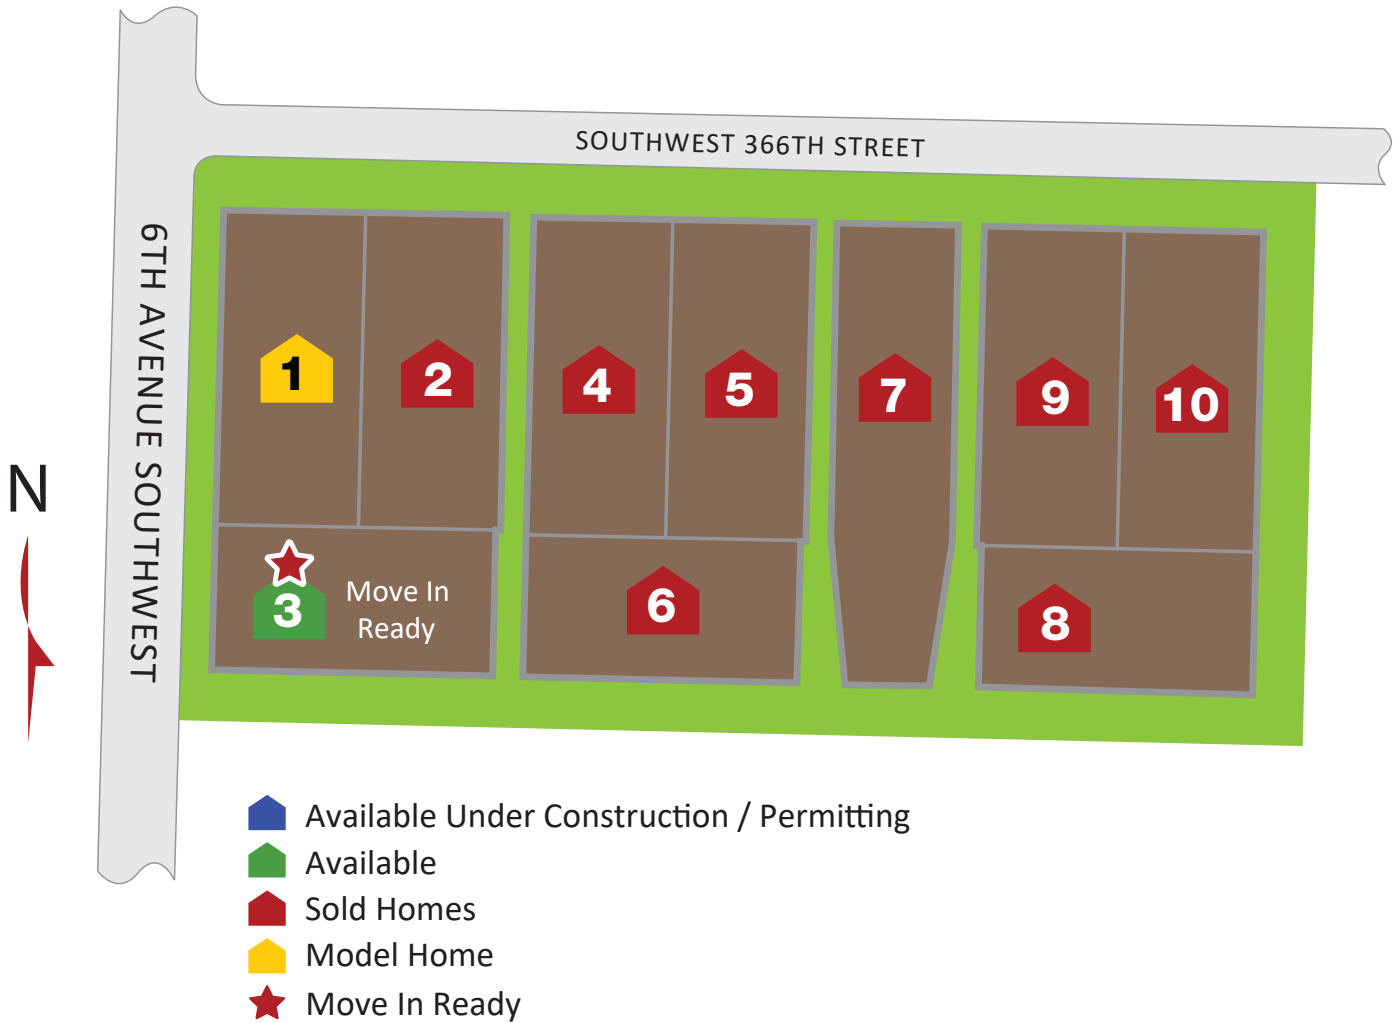 SOUTHWEST 366TH STREET
6TH AVENUE SOUTHWEST
N
1
2
4
5
7
9
10
3
Move In
Ready
6
8
Available Under Construction / Permitting
Available
Sold Homes
Model Home
Move In Ready